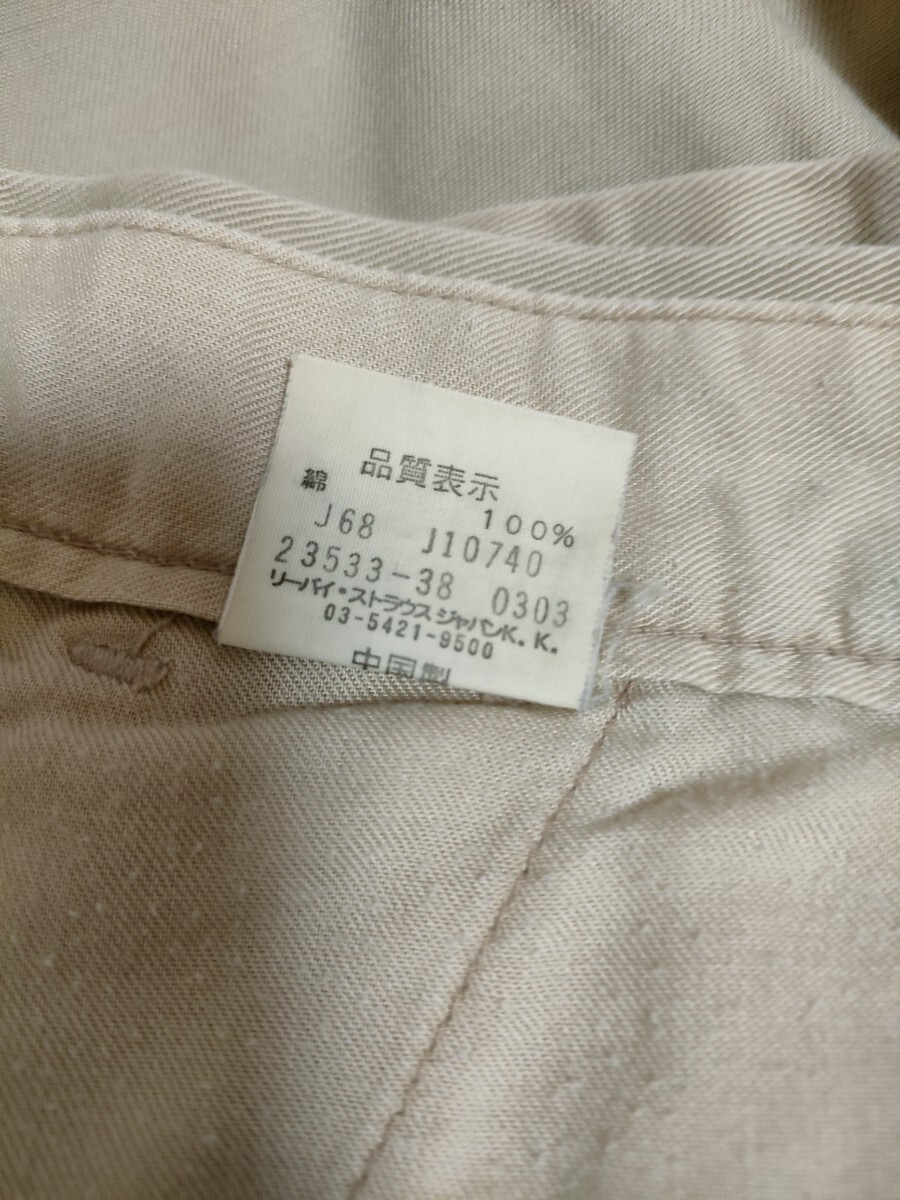 品質表示
綿 100%
J68 J10740
23533-38 0303
リーバイ・ストラウスジャパンK.K.
03-5421-9500
中国製